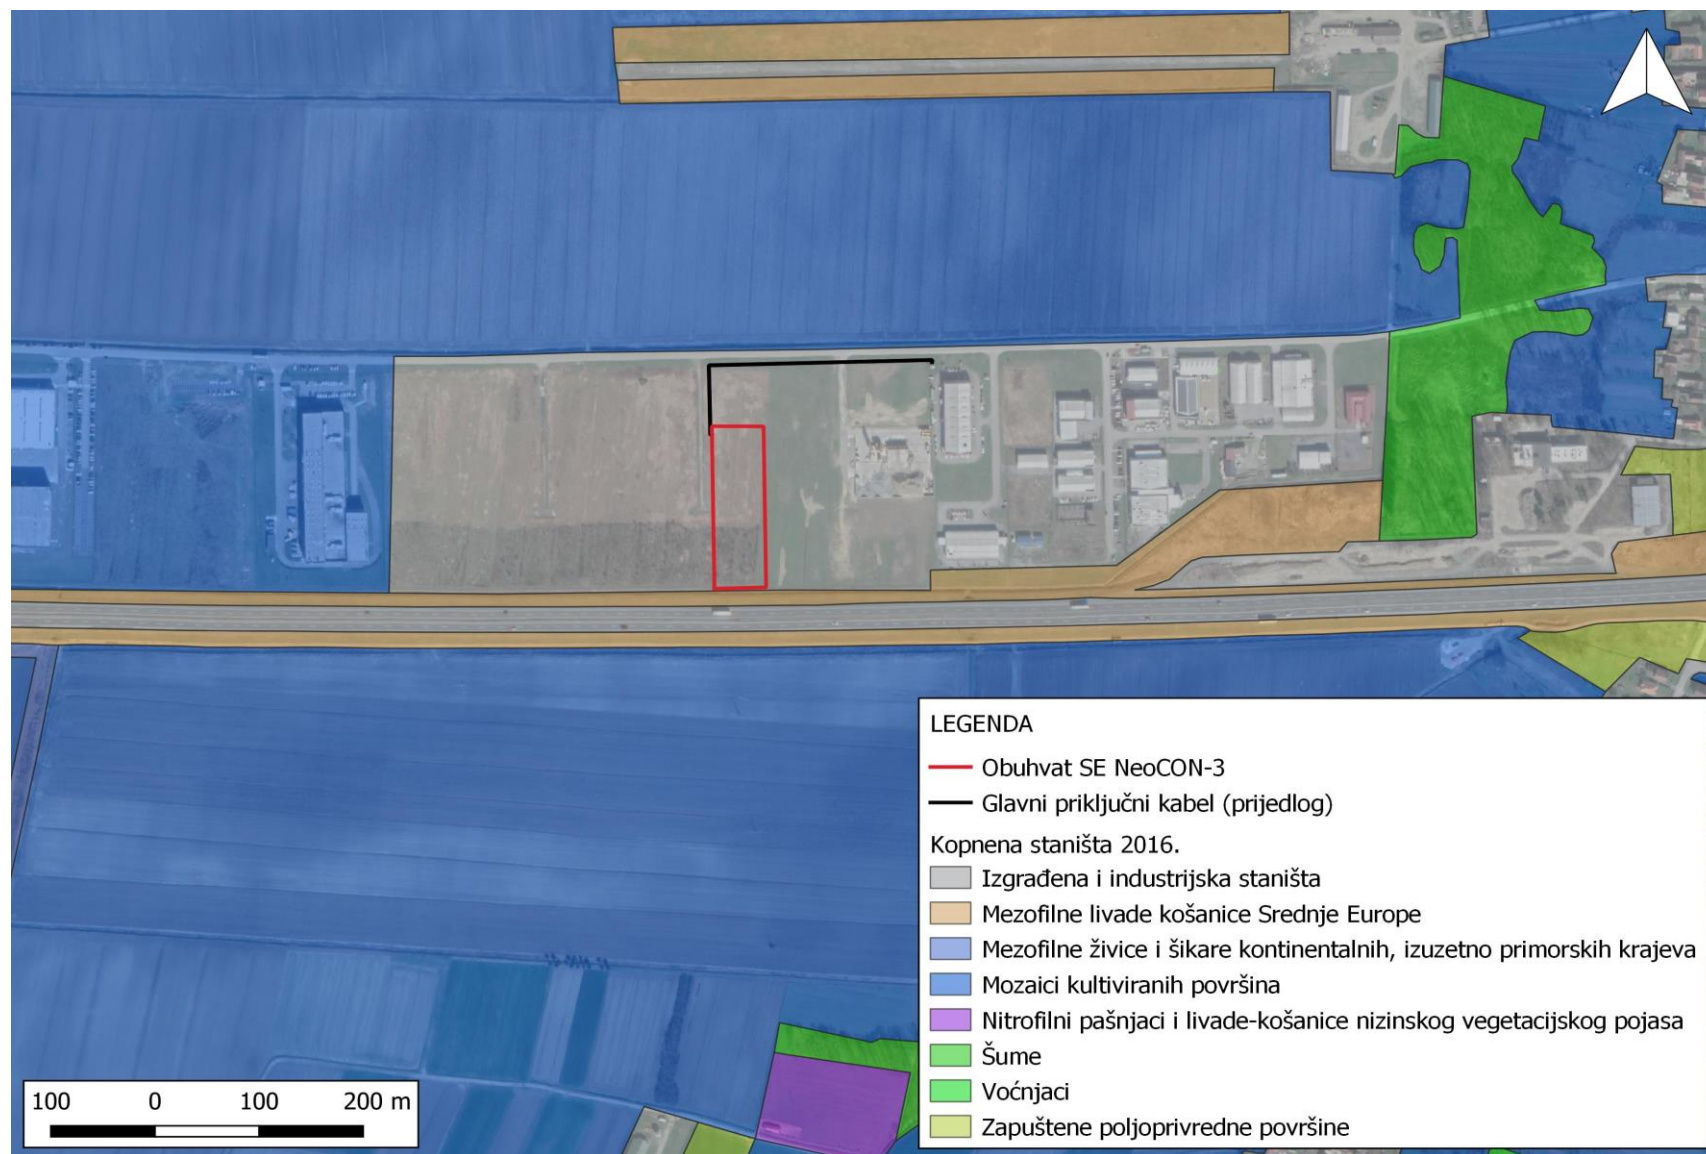 LEGENDA
Obuhvat SE NeoCON-3
Glavni priključni kabel (prijedlog)
Kopnena staništa 2016.
Izgrađena i industrijska staništa
Mezofilne livade košanice Srednje Europe
Mezofilne živice i šikare kontinentalnih, izuzetno primorskih krajeva
Mozaici kultiviranih površina
Nitrofilni pašnjaci i livade-košanice nizinskog vegetacijskog pojasa
Šume
Voćnjaci
Zapuštene poljoprivredne površine
100 0 100 200 m